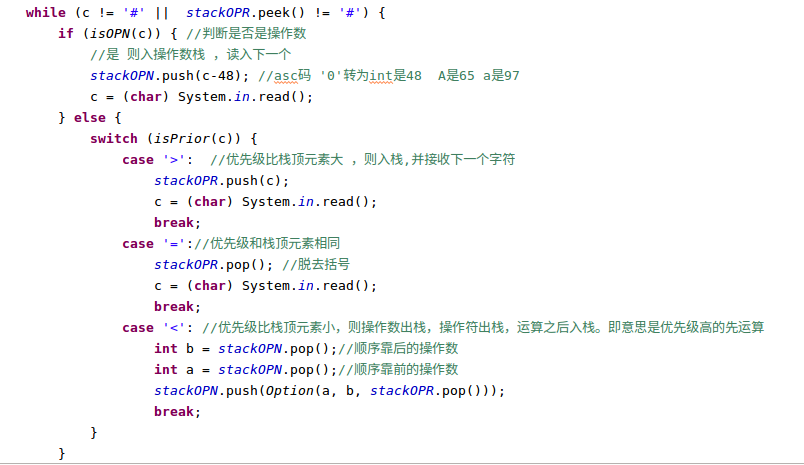 while (c != '#' ||  stackOPR.peek() != '#') {
    if (isOPN(c)) { //判断是否是操作数
        //是 则入操作数栈 ，读入下一个
        stackOPN.push(c-48); //asc码 '0'转为int是48  A是65 a是97
        c = (char) System.in.read();
    } else {
        switch (isPrior(c)) {
            case '>':  //优先级比栈顶元素大 ，则入栈,并接收下一个字符
                stackOPR.push(c);
                c = (char) System.in.read();
                break;
            case '='://优先级和栈顶元素相同
                stackOPR.pop(); //脱去括号
                c = (char) System.in.read();
                break;
            case '<': //优先级比栈顶元素小，则操作数出栈，操作符出栈，运算之后入栈。即意思是优先级高的先运算
                int b = stackOPN.pop();//顺序靠后的操作数
                int a = stackOPN.pop();//顺序靠前的操作数
                stackOPN.push(Option(a, b, stackOPR.pop()));
                break;
        }
    }